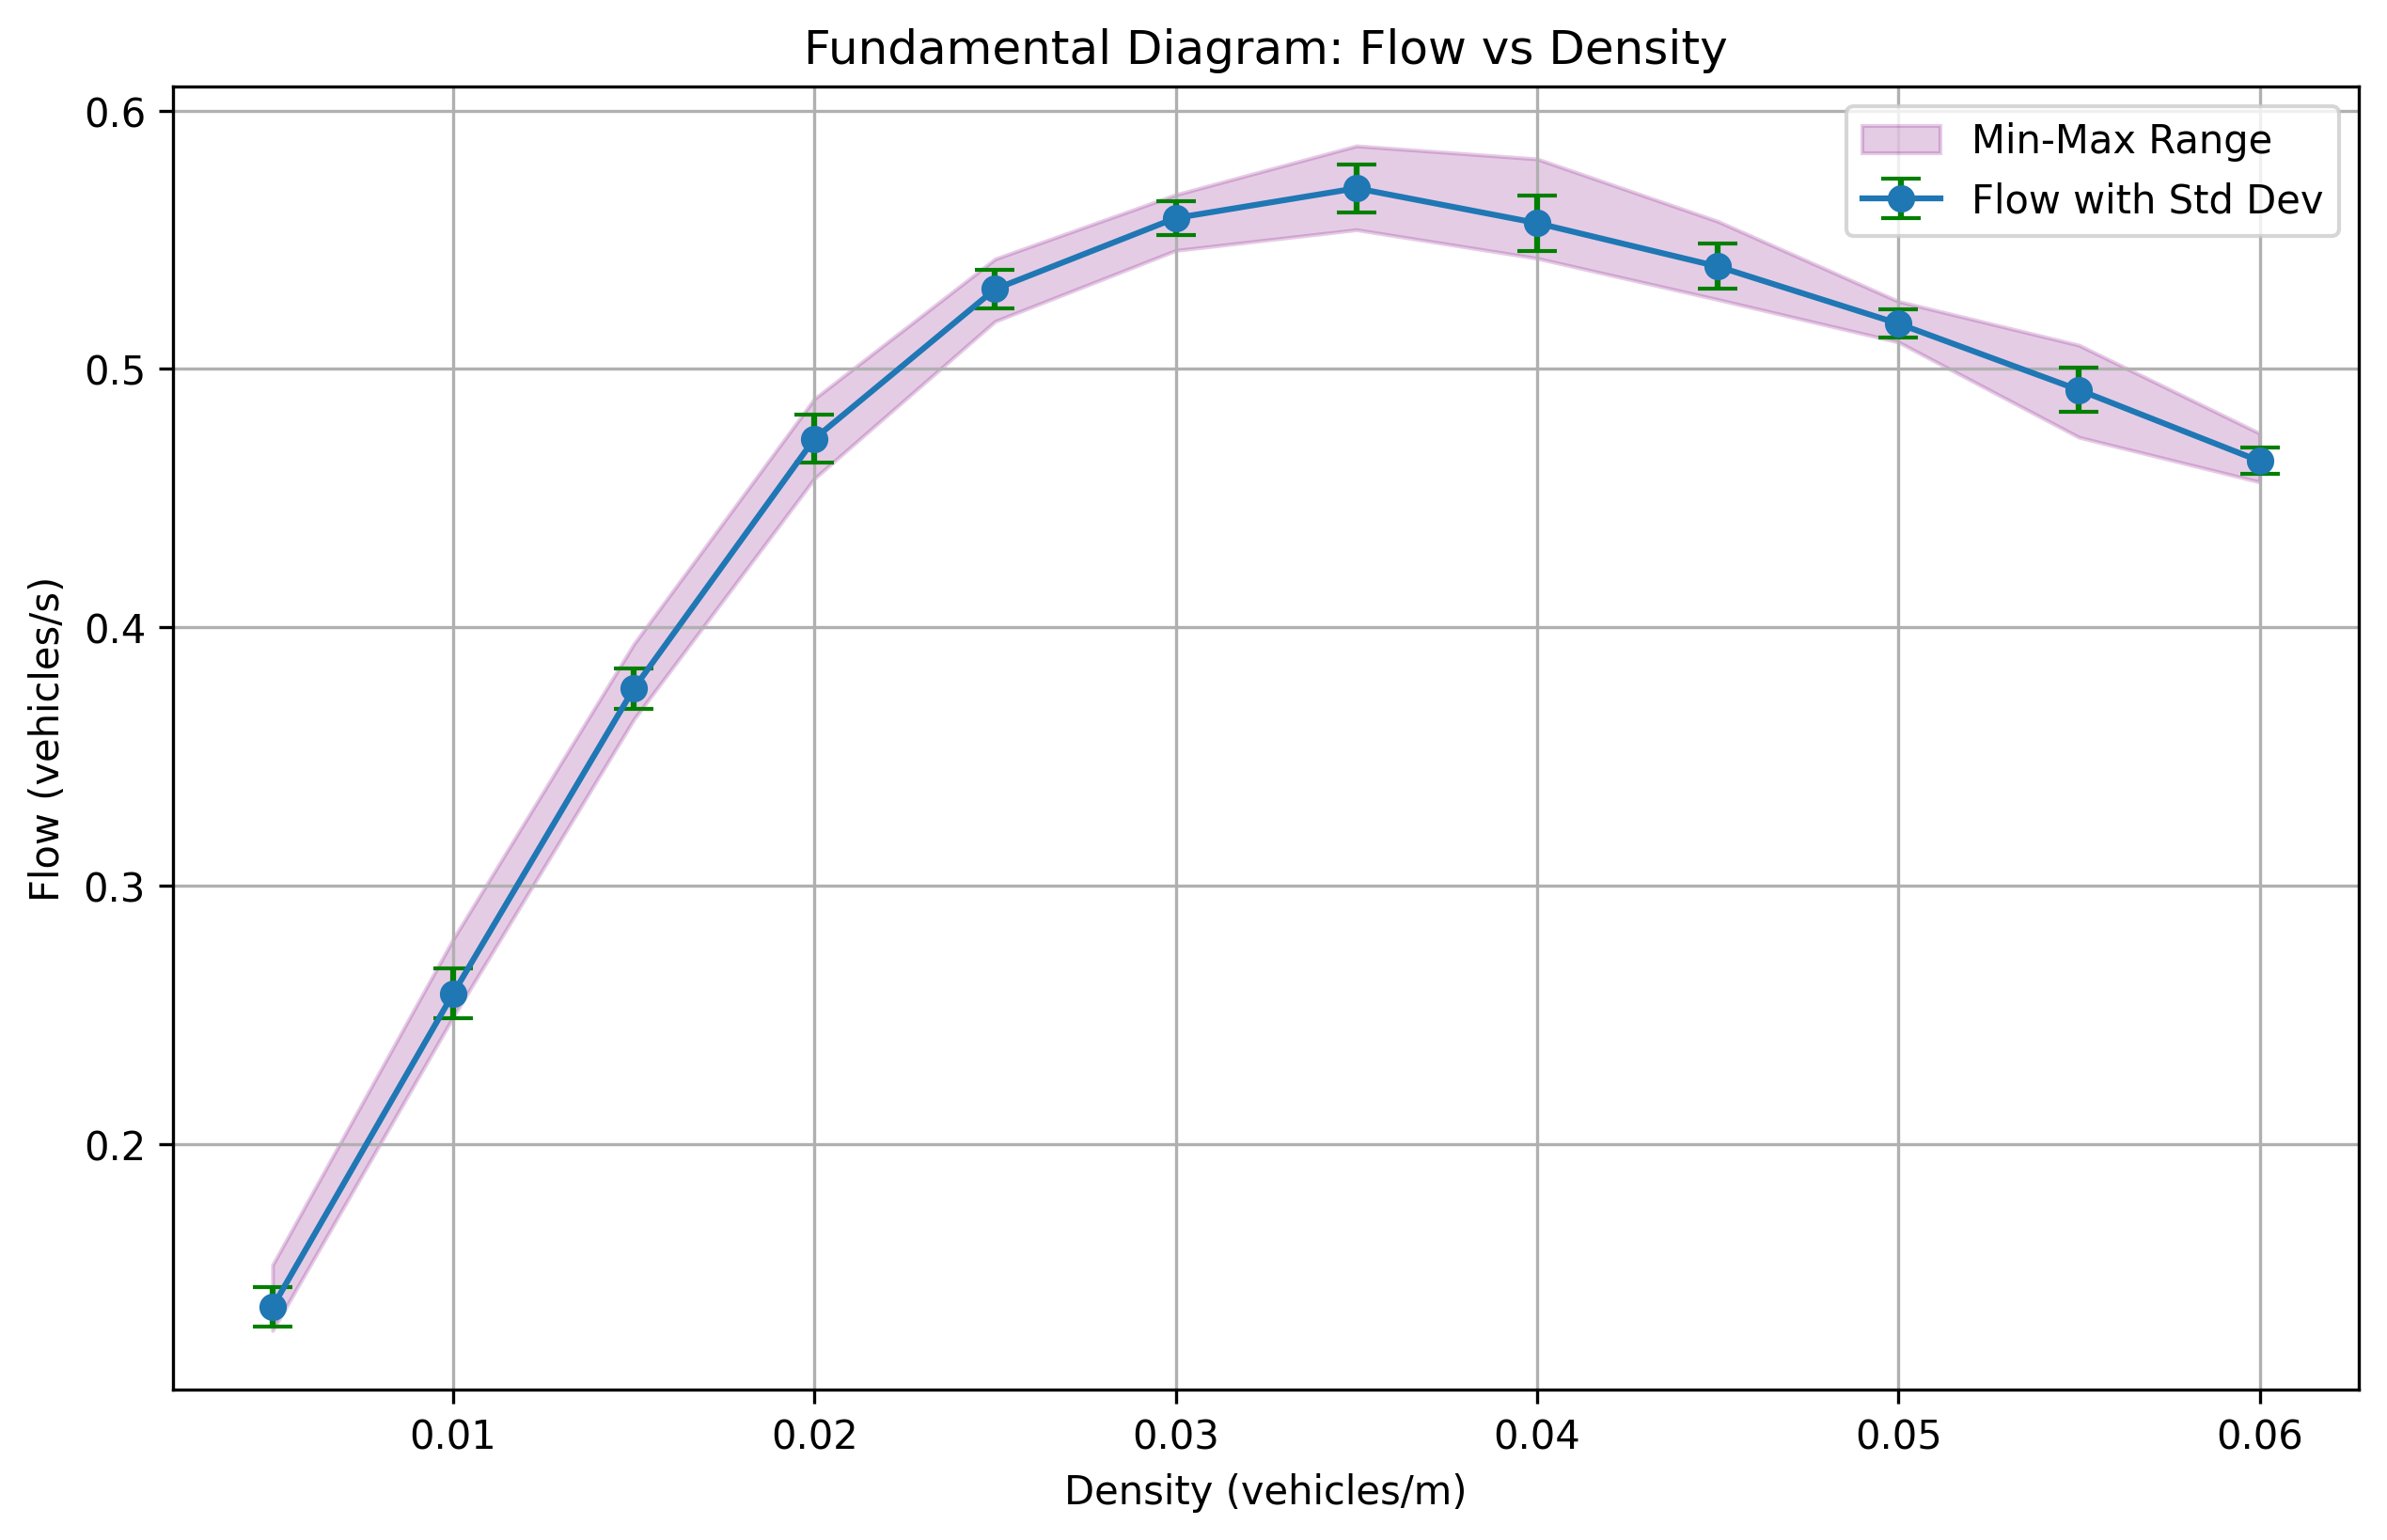 Fundamental Diagram: Flow vs Density
Min-Max Range
Flow with Std Dev
Flow (vehicles/s)
0.6
0.5
0.4
0.3
0.2
0.01 0.02 0.03 0.04 0.05 0.06
Density (vehicles/m)